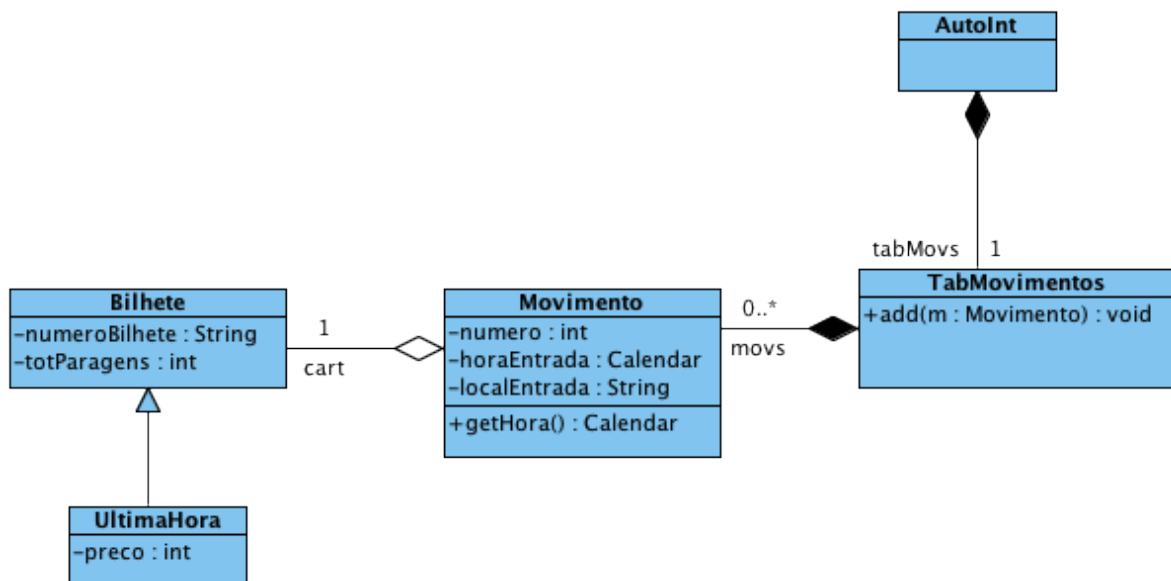 AutoInt
tabMovs 1
TabMovimentos
+add(m : Movimento) : void
Bilhete
-numeroBilhete : String
-totParagens : int
1
cart
Movimento
-numero : int
-horaEntrada : Calendar
-localEntrada : String
+getHora() : Calendar
0..*
movs
UltimaHora
-preco : int